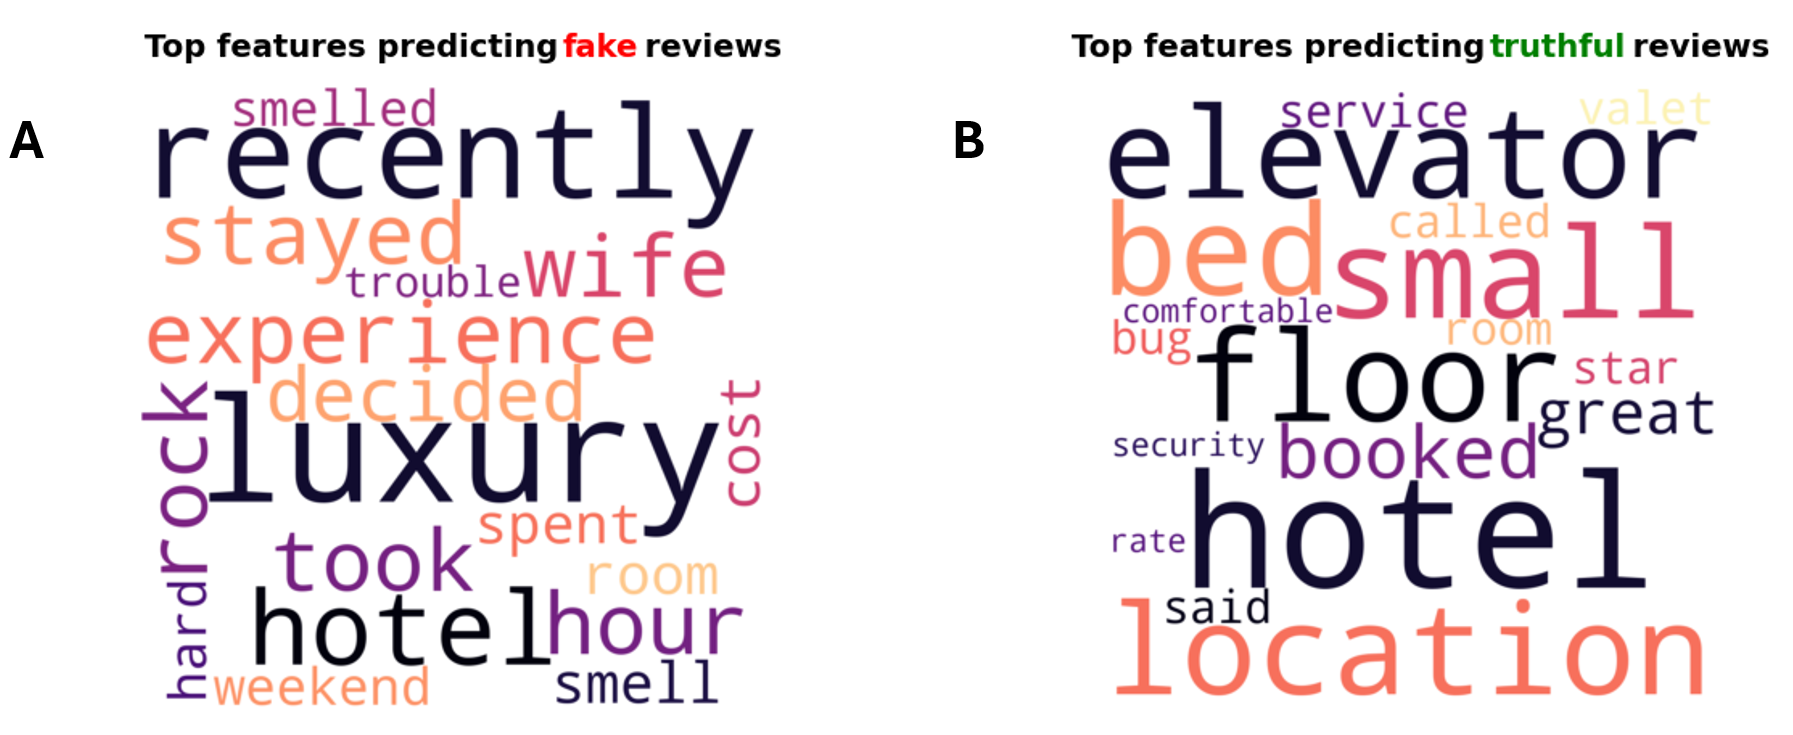 Top features predicting fake reviews
A
smelled
recently
stayed
wife
trouble
experience
decided
rock
luxury
cost
spent
took
room
hotel
hour
hard
weekend
smell
Top features predicting truthful reviews
B
service
valet
elevator
called
bed
small
comfortable
bug
room
floor
star
great
security
booked
rate
hotel
said
location